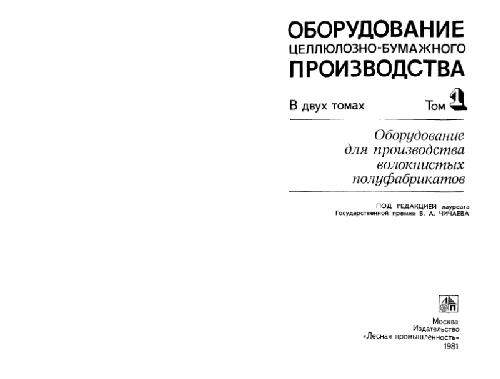 ОБОРУДОВАНИЕ
ЦЕЛЛЮЛОЗНО-БУМАЖНОГО
ПРОИЗВОДСТВА
В двух томах Том 1
Оборудование
для производства
волокнистых
полуфабрикатов
ПОД РЕДАКЦИЕЙ лауреата
Государственной премии В. А. ЧИЧАЕВА
Москва
Издательство
«Лесная промышленность»
1981